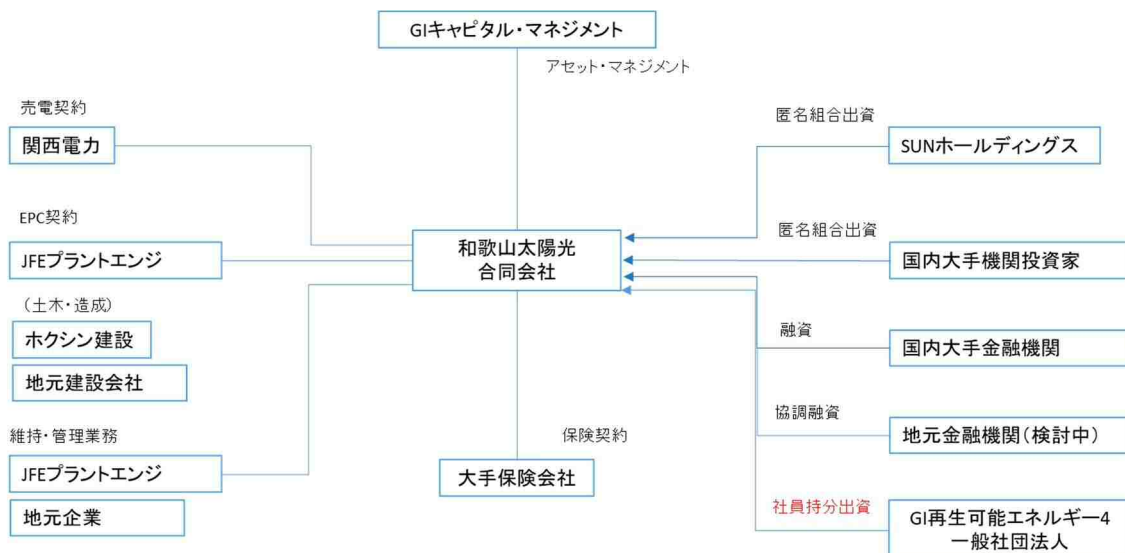 GIキャピタル・マネジメント
アセット・マネジメント
売電契約
関西電力
EPC契約
JFEプラントエンジ
(土木・造成)
ホクシン建設
地元建設会社
維持・管理業務
JFEプラントエンジ
地元企業
和歌山太陽光
合同会社
保険契約
大手保険会社
匿名組合出資
SUNホールディングス
匿名組合出資
国内大手機関投資家
融資
国内大手金融機関
協調融資
地元金融機関(検討中)
社員持分出資
GI再生可能エネルギー4
一般社団法人